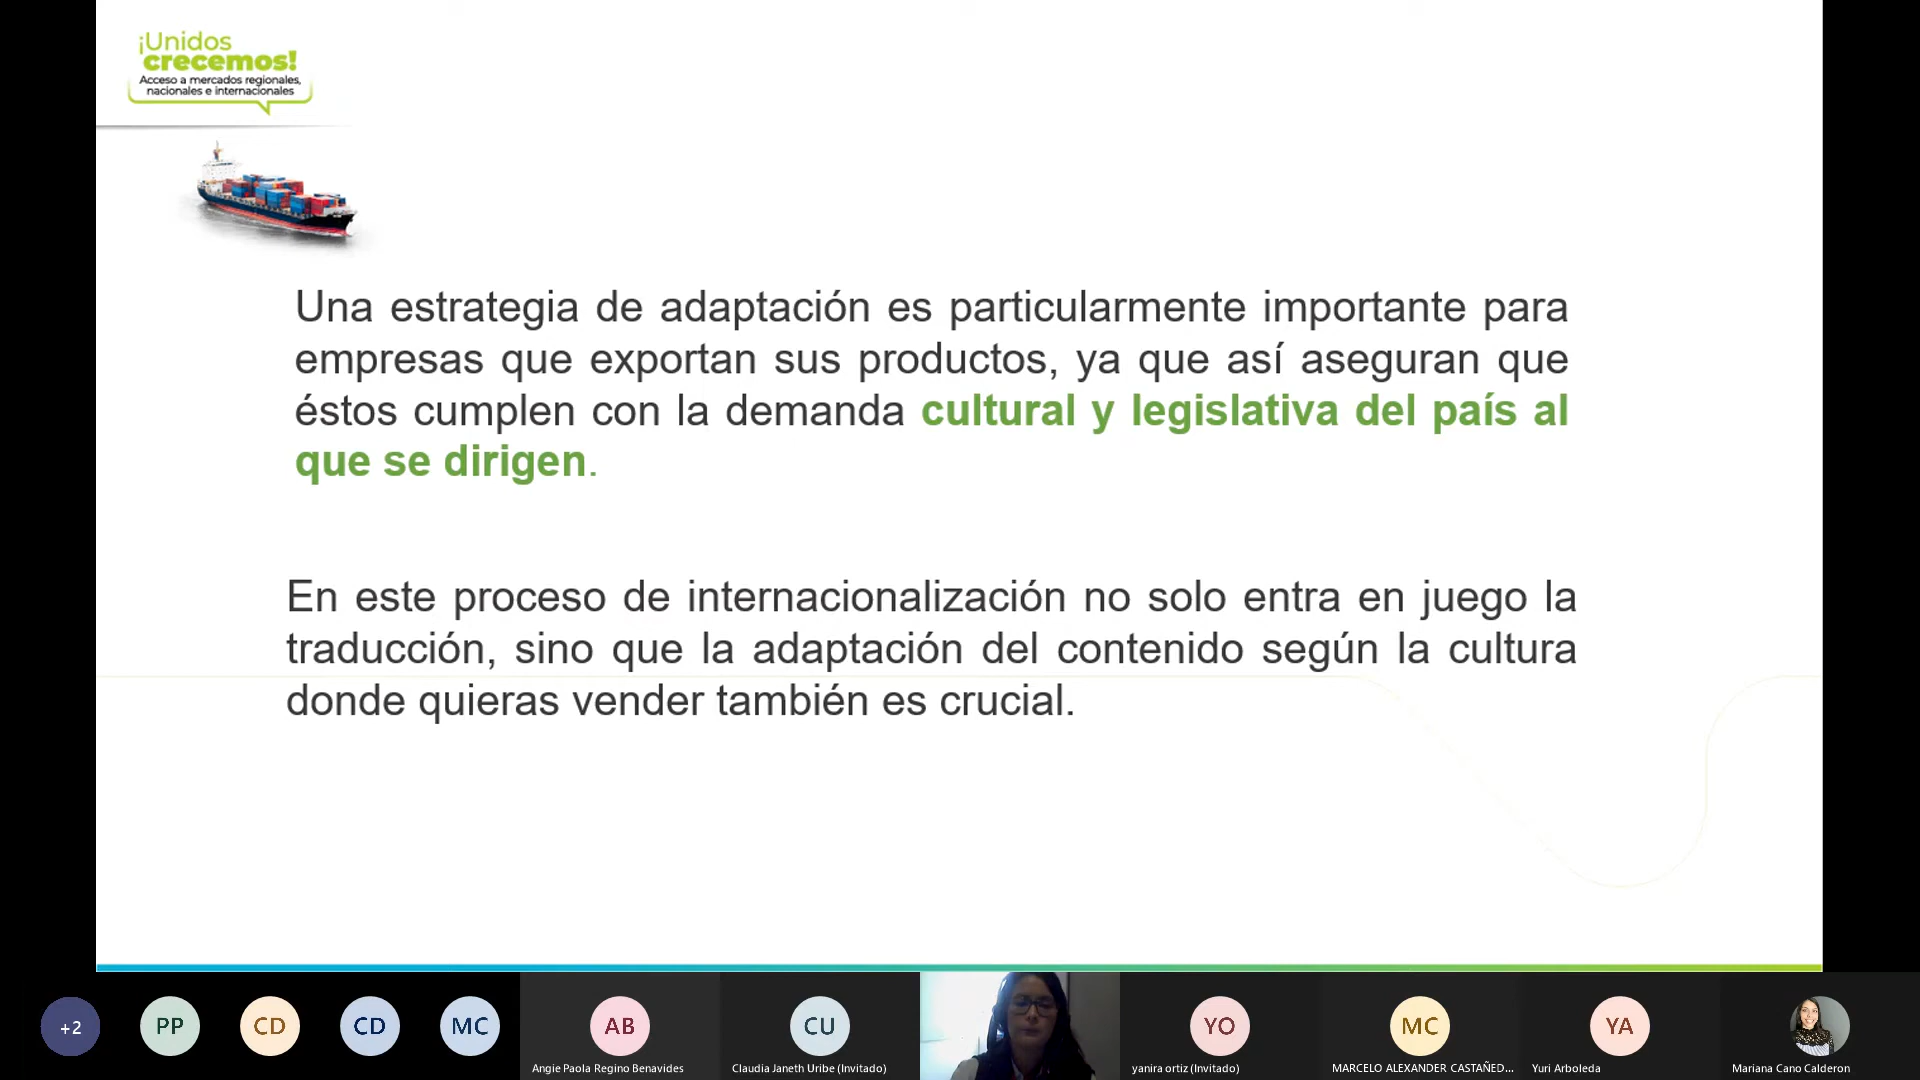 ¡Unidos
crecemos!
Acceso a mercados regionales,
nacionales e internacionales
Una estrategia de adaptación es particularmente importante para
empresas que exportan sus productos, ya que así aseguran que
éstos cumplen con la demanda cultural y legislativa del país al
que se dirigen.
En este proceso de internacionalización no solo entra en juego la
traducción, sino que la adaptación del contenido según la cultura
donde quieras vender también es crucial.
+2
PP
CD
CD
MC
AB
CU
YO
MC
YA
Angie Paola Regino Benavides
Claudia Janeth Uribe (Invitado)
yanira ortiz (Invitado)
MARCELO ALEXANDER CASTAÑED...
Yuri Arboleda
Mariana Cano Calderon